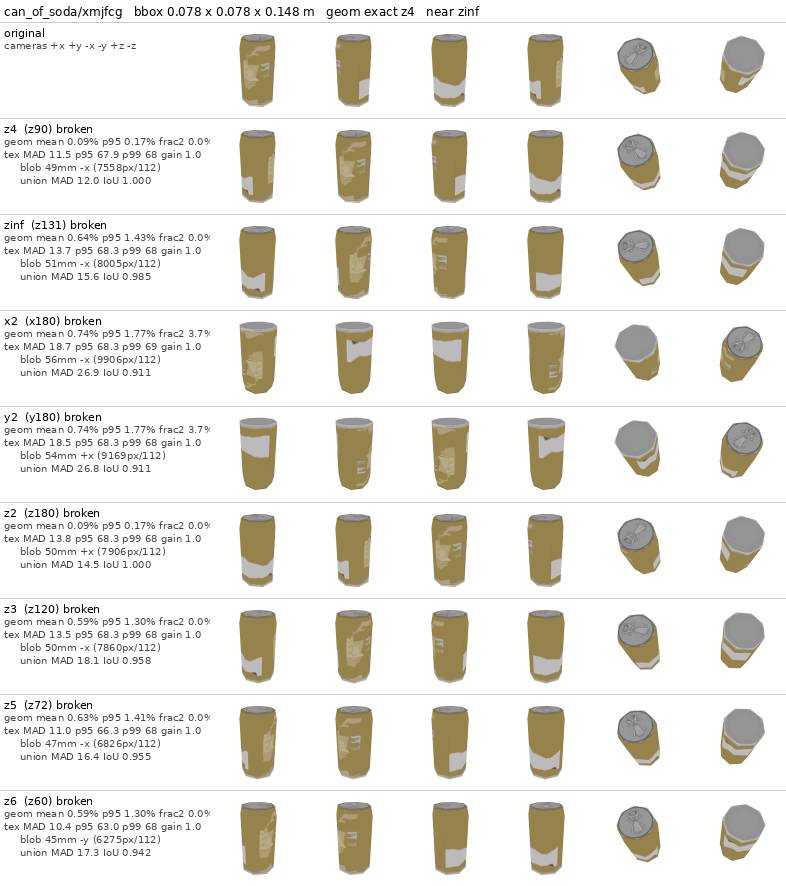 can_of_soda/xmjfcg bbox 0.078 x 0.078 x 0.148 m geom exact z4 near zinf
original
cameras +x +y -x -y +z -z
z4 (z90) broken
geom mean 0.09% p95 0.17% frac2 0.0%
tex MAD 11.5 p95 67.9 p99 68 gain 1.0
blob 49mm -x (7558px/112)
union MAD 12.0 IoU 1.000
zinf (z131) broken
geom mean 0.64% p95 1.43% frac2 0.0%
tex MAD 13.7 p95 68.3 p99 68 gain 1.0
blob 51mm -x (8005px/112)
union MAD 15.6 IoU 0.985
x2 (x180) broken
geom mean 0.74% p95 1.77% frac2 3.7%
tex MAD 18.7 p95 68.3 p99 69 gain 1.0
blob 56mm -x (9906px/112)
union MAD 26.9 IoU 0.911
y2 (y180) broken
geom mean 0.74% p95 1.77% frac2 3.7%
tex MAD 18.5 p95 68.3 p99 68 gain 1.0
blob 54mm +x (9169px/112)
union MAD 26.8 IoU 0.911
z2 (z180) broken
geom mean 0.09% p95 0.17% frac2 0.0%
tex MAD 13.8 p95 68.3 p99 68 gain 1.0
blob 50mm +x (7906px/112)
union MAD 14.5 IoU 1.000
z3 (z120) broken
geom mean 0.59% p95 1.30% frac2 0.0%
tex MAD 13.5 p95 68.3 p99 68 gain 1.0
blob 50mm -x (7860px/112)
union MAD 18.1 IoU 0.958
z5 (z72) broken
geom mean 0.63% p95 1.41% frac2 0.0%
tex MAD 11.0 p95 66.3 p99 68 gain 1.0
blob 47mm -x (6826px/112)
union MAD 16.4 IoU 0.955
z6 (z60) broken
geom mean 0.59% p95 1.30% frac2 0.0%
tex MAD 10.4 p95 63.0 p99 68 gain 1.0
blob 45mm -y (6275px/112)
union MAD 17.3 IoU 0.942